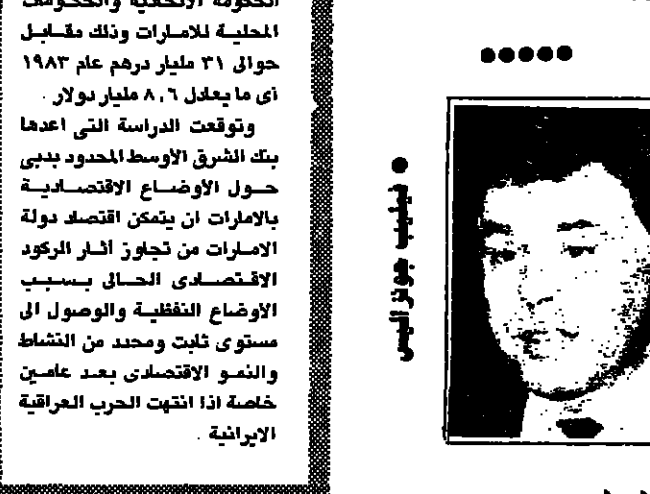 الحكومة الاتحادية والحكومات
المحلية للامارات وذلك مقابل
حوالى ٣١ مليار درهم عام ١٩٨٣
أى ما يعادل ٨,٦ مليار دولار .
وتوقعت الدراسة التى اعدها
بنك الشرق الأوسط المحدود بدبى
حول الأوضاع الاقتصادية
بالامارات ان يتمكن اقتصاد دولة
الامارات من تجاوز أثار الركود
الاقتصادى الحالى بسبب
الأوضاع النفطية والوصول الى
مستوى ثابت ومحدد من النشاط
والنمو الاقتصادى بعد عامين
خاصة اذا انتهت الحرب العراقية
الايرانية .
● فيليب جونز اليس